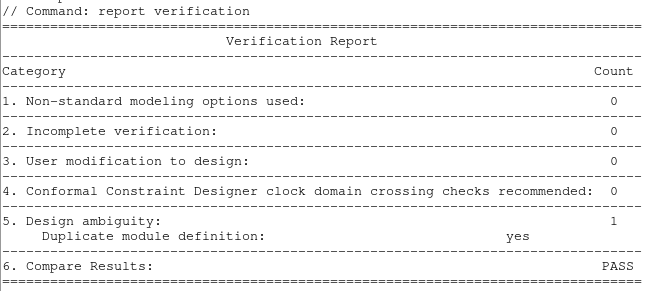 // Command: report verification
================================================================================
Verification Report
--------------------------------------------------------------------------------
Category Count
--------------------------------------------------------------------------------
1. Non-standard modeling options used: 0
--------------------------------------------------------------------------------
2. Incomplete verification: 0
--------------------------------------------------------------------------------
3. User modification to design: 0
--------------------------------------------------------------------------------
4. Conformal Constraint Designer clock domain crossing checks recommended: 0
--------------------------------------------------------------------------------
5. Design ambiguity: 1
Duplicate module definition: yes
--------------------------------------------------------------------------------
6. Compare Results: PASS
================================================================================